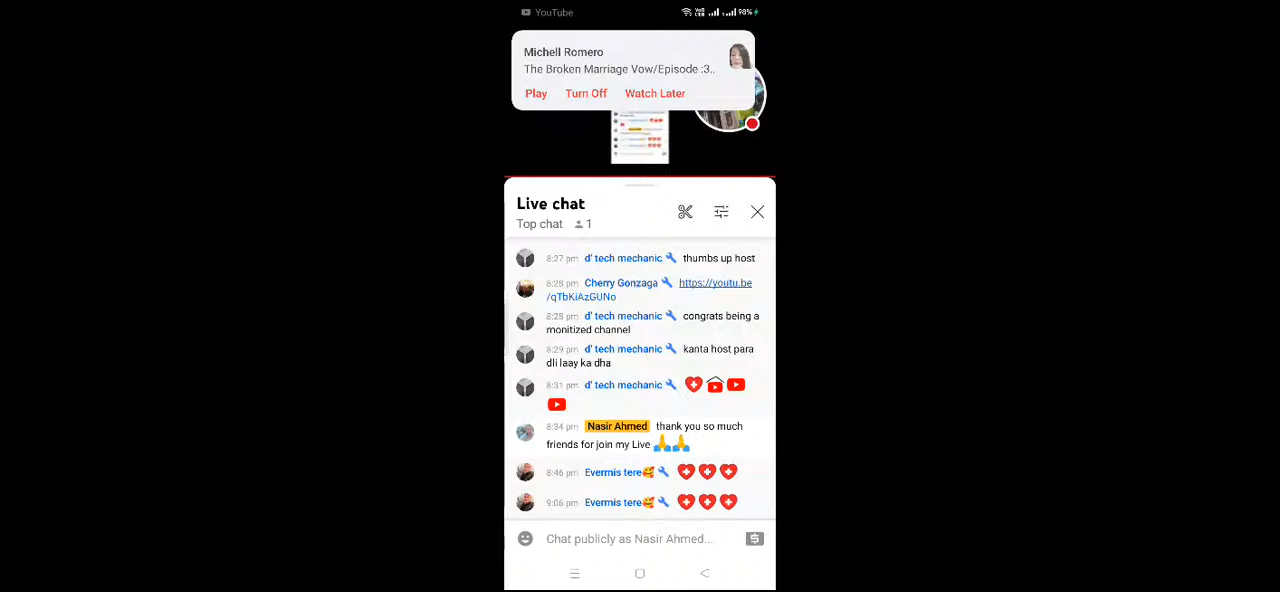 YouTube
98%
Michell Romero
The Broken Marriage Vow/Episode :3..
Play Turn Off Watch Later
Live chat
Top chat 1
8:27 pm d' tech mechanic thumbs up host
8:28 pm Cherry Gonzaga https://youtu.be
/qTbKiAzGUNo
8:28 pm d' tech mechanic congrats being a
monitized channel
8:29 pm d' tech mechanic kanta host para
dli laay ka dha
8:31 pm d' tech mechanic
8:34 pm Nasir Ahmed thank you so much
friends for join my Live 🙏🙏
8:46 pm Evermis tere🥰
9:06 pm Evermis tere🥰
Chat publicly as Nasir Ahmed...